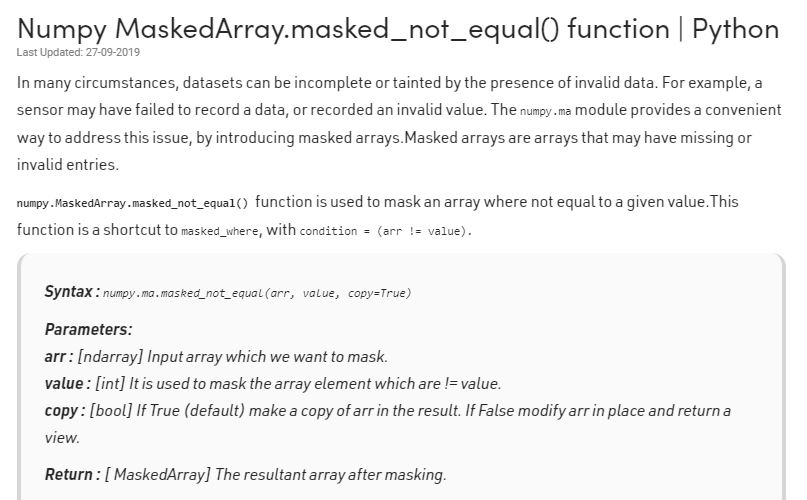 Numpy MaskedArray.masked_not_equal() function | Python
Last Updated: 27-09-2019
In many circumstances, datasets can be incomplete or tainted by the presence of invalid data. For example, a
sensor may have failed to record a data, or recorded an invalid value. The numpy.ma module provides a convenient
way to address this issue, by introducing masked arrays.Masked arrays are arrays that may have missing or
invalid entries.
numpy.MaskedArray.masked_not_equal() function is used to mask an array where not equal to a given value.This
function is a shortcut to masked_where, with condition = (arr != value).
Syntax : numpy.ma.masked_not_equal(arr, value, copy=True)
Parameters:
arr : [ndarray] Input array which we want to mask.
value : [int] It is used to mask the array element which are != value.
copy : [bool] If True (default) make a copy of arr in the result. If False modify arr in place and return a
view.
Return : [ MaskedArray] The resultant array after masking.